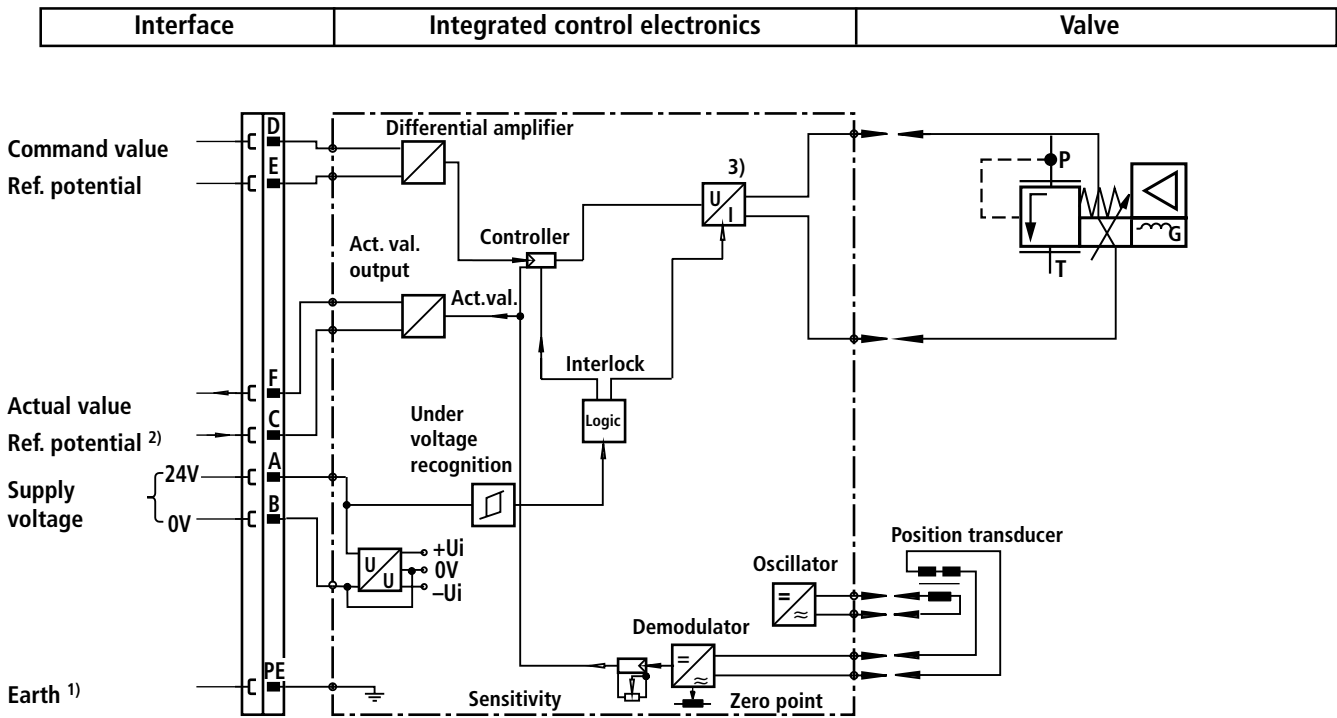 Interface
Integrated control electronics
Valve
D
Differential amplifier
Command value
P
3)
E
Ref. potential
U
I
G
Act. val.
output
Controller
T
Act.val.
Interlock
F
Actual value
Under
voltage
recognition
Logic
C
Ref. potential 2)
A
24V
Supply
voltage
B
0V
Position transducer
+Ui
U
U
0V
–Ui
Oscillator
=
≈
Demodulator
=
≈
PE
Earth 1)
Sensitivity
Zero point